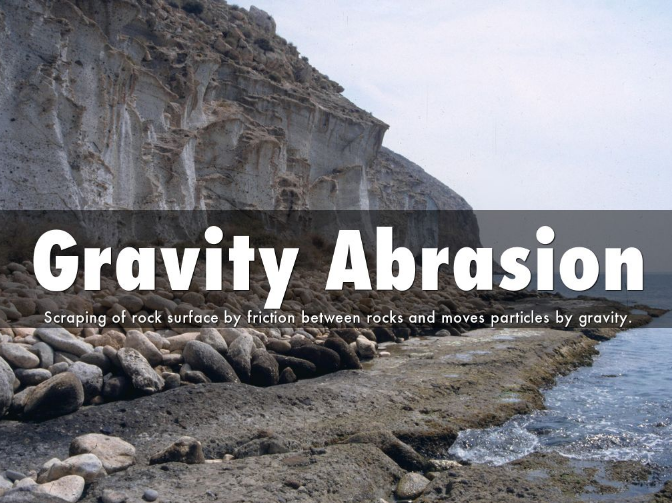 Gravity Abrasion
Scraping of rock surface by friction between rocks and moves particles by gravity.